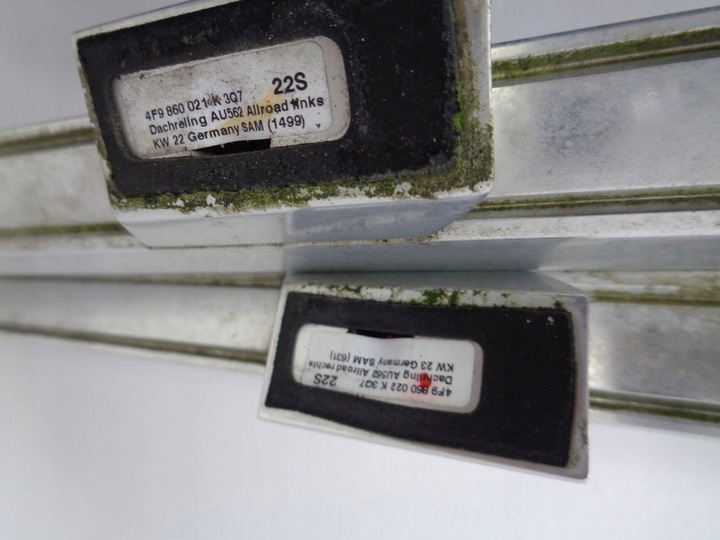 4F9 860 021 K 3Q7 22S
Dachreling AU562 Allroad links
KW 22 Germany SAM (1499)
4F9 860 022 K 3Q7 22S
Dachreling AU562 Allroad rechts
KW 23 Germany SAM (631)